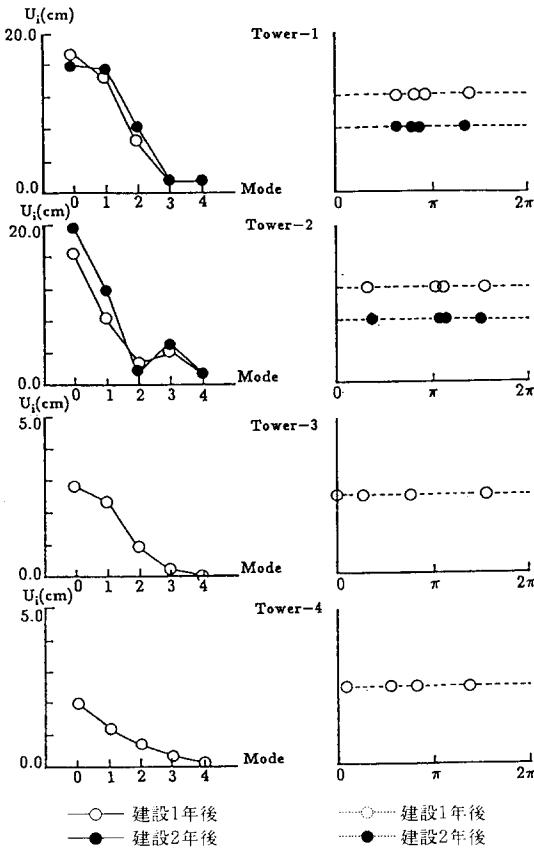 Uᵢ(cm)
20.0
Tower-1
0.0
0 1 2 3 4 Mode
0 π 2π
Uᵢ(cm)
20.0
Tower-2
0.0
0 1 2 3 4 Mode
0 π 2π
Uᵢ(cm)
5.0
Tower-3
0.0
0 1 2 3 4 Mode
0 π 2π
Uᵢ(cm)
5.0
Tower-4
0.0
0 1 2 3 4 Mode
0 π 2π
建設1年後 建設1年後
建設2年後 建設2年後